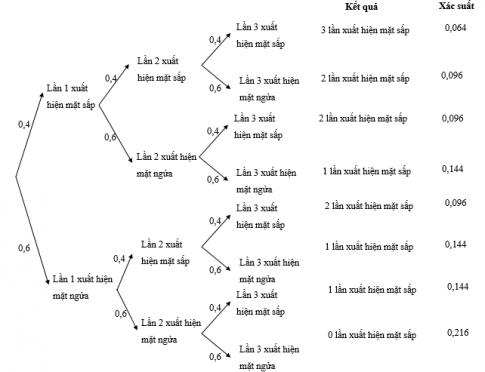 Kết quả Xác suất
Lần 3 xuất
hiện mặt sấp
3 lần xuất hiện mặt sấp 0,064
0,4
Lần 2 xuất
hiện mặt sấp
0,4
0,6
Lần 3 xuất hiện
mặt ngửa
2 lần xuất hiện mặt sấp 0,096
Lần 1 xuất
hiện mặt sấp
0,4
Lần 3 xuất
hiện mặt sấp
2 lần xuất hiện mặt sấp 0,096
0,4
0,6
Lần 2 xuất hiện
mặt ngửa
0,6
Lần 3 xuất hiện
mặt ngửa
1 lần xuất hiện mặt sấp 0,144
Lần 3 xuất
hiện mặt sấp
2 lần xuất hiện mặt sấp 0,096
0,4
0,6
Lần 2 xuất
hiện mặt sấp
0,4
1 lần xuất hiện mặt sấp 0,144
0,6
Lần 3 xuất hiện
mặt ngửa
Lần 1 xuất hiện
mặt ngửa
Lần 3 xuất
hiện mặt sấp
1 lần xuất hiện mặt sấp 0,144
0,4
0,6
Lần 2 xuất hiện
mặt ngửa
0 lần xuất hiện mặt sấp 0,216
0,6
Lần 3 xuất hiện
mặt ngửa